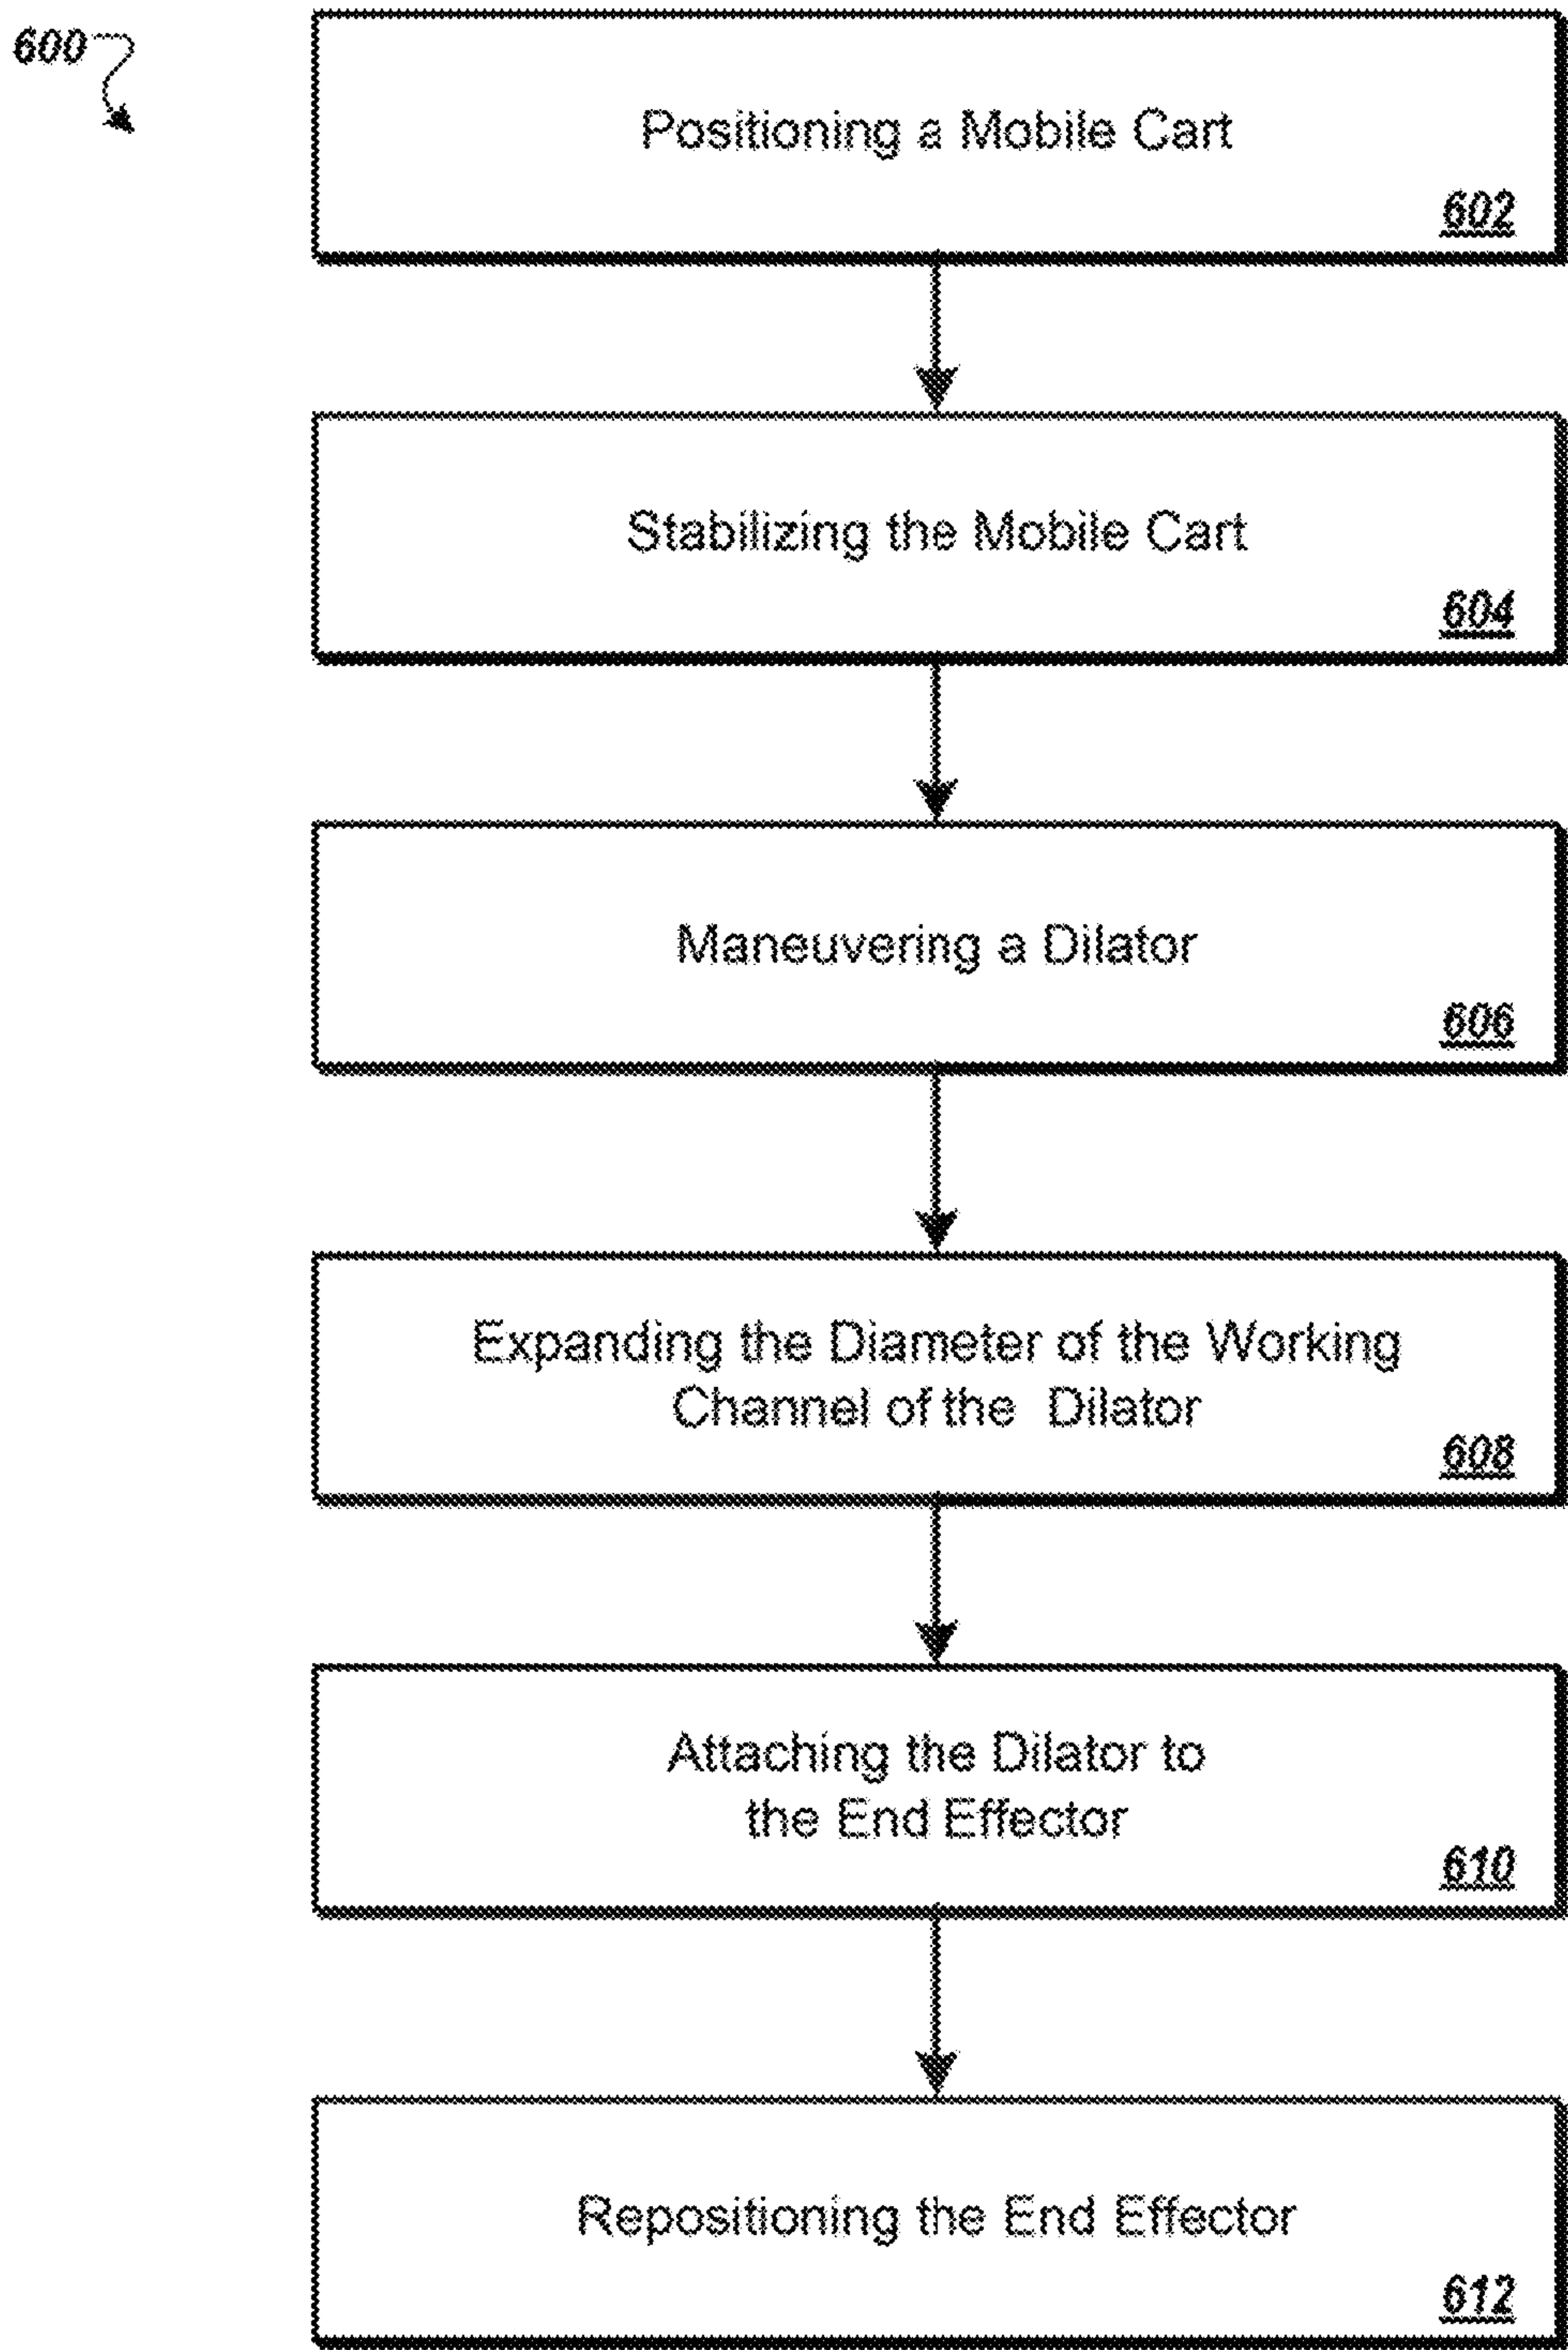 600
Positioning a Mobile Cart
602
Stabilizing the Mobile Cart
604
Maneuvering a Dilator
606
Expanding the Diameter of the Working
Channel of the Dilator
608
Attaching the Dilator to
the End Effector
610
Repositioning the End Effector
612